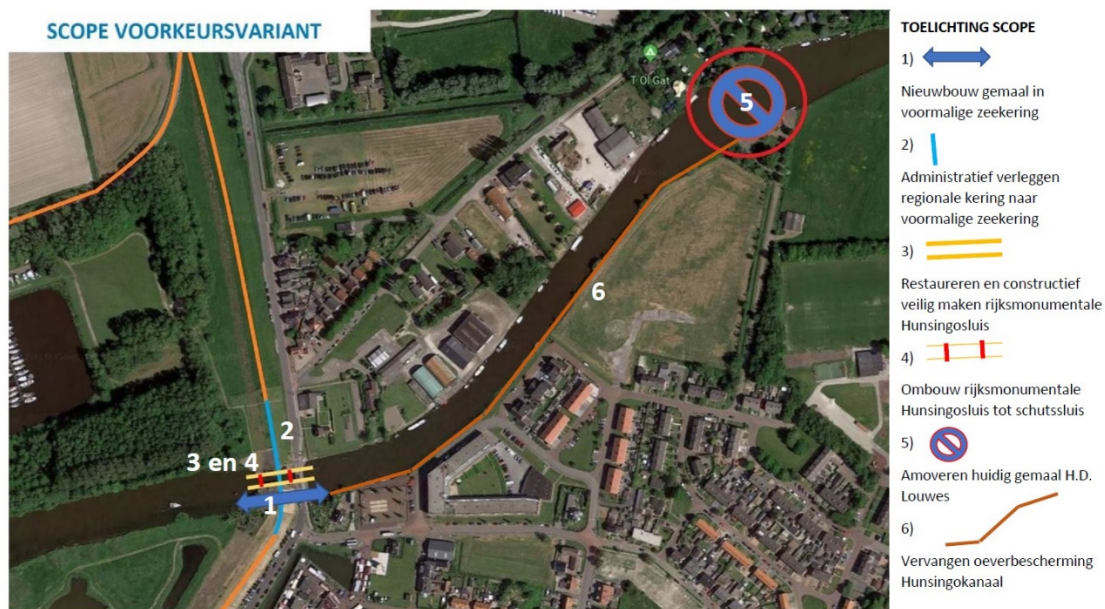 SCOPE VOORKEURSVARIANT
T Ol Gat
5
6
2
3 en 4
1
TOELICHTING SCOPE
1)
Nieuwbouw gemaal in
voormalige zeekering
2)
Administratief verleggen
regionale kering naar
voormalige zeekering
3)
Restaureren en constructief
veilig maken rijksmonumentale
Hunsingosluis
4)
Ombouw rijksmonumentale
Hunsingosluis tot schutssluis
5)
Amoveren huidig gemaal H.D.
Louwes
6)
Vervangen oeverbescherming
Hunsingokanaal